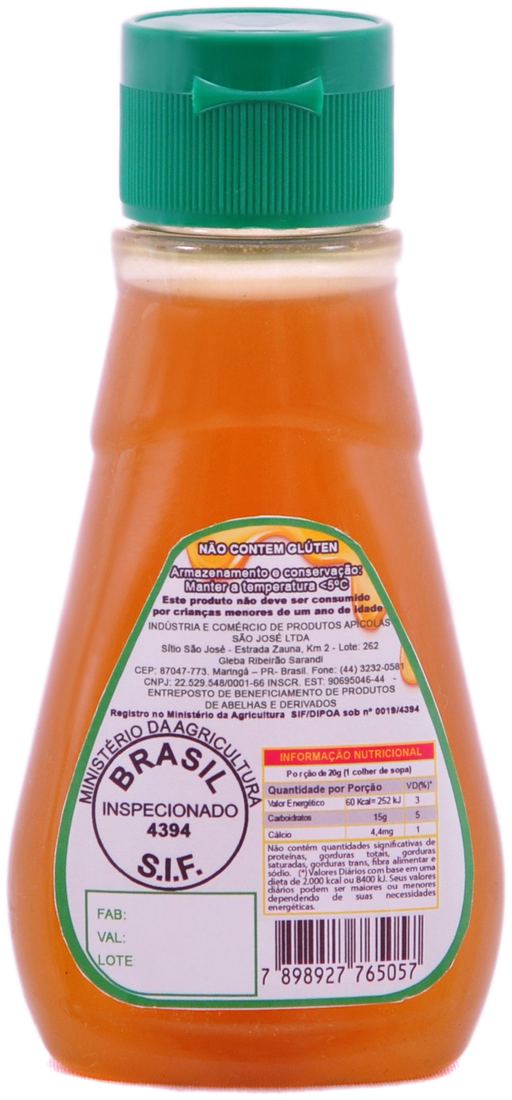 NÃO CONTEM GLÚTEN
Armazenamento e conservação:
Manter a temperatura <5ºC
Este produto não deve ser consumido
por crianças menores de um ano de idade
INDÚSTRIA E COMÉRCIO DE PRODUTOS APÍCOLAS
SÃO JOSÉ LTDA
Sítio São José - Estrada Zauna, Km 2 - Lote: 262
Gleba Ribeirão Sarandi
CEP: 87047-773, Maringá – PR- Brasil. Fone: (44) 3232-0581
CNPJ: 22.529.548/0001-66 INSCR. EST: 90695046-44 -
ENTREPOSTO DE BENEFICIAMENTO DE PRODUTOS
DE ABELHAS E DERIVADOS
Registro no Ministério da Agricultura SIF/DIPOA sob nº 0019/4394
MINISTÉRIO DA AGRICULTURA
BRASIL
INSPECIONADO
4394
S.I.F.
INFORMAÇÃO NUTRICIONAL
Porção de 20g (1 colher de sopa)
Quantidade por Porção VD(%)*
Valor Energético 60 Kcal= 252 kJ 3
Carboidratos 15g 5
Cálcio 4,4mg 1
Não contém quantidades significativas de
proteínas, gorduras totais, gorduras
saturadas, gorduras trans, fibra alimentar e
sódio. (*) Valores Diários com base em uma
dieta de 2.000 kcal ou 8400 kJ. Seus valores
diários podem ser maiores ou menores
dependendo de suas necessidades
energéticas.
FAB:
VAL:
LOTE
7 898927 765057